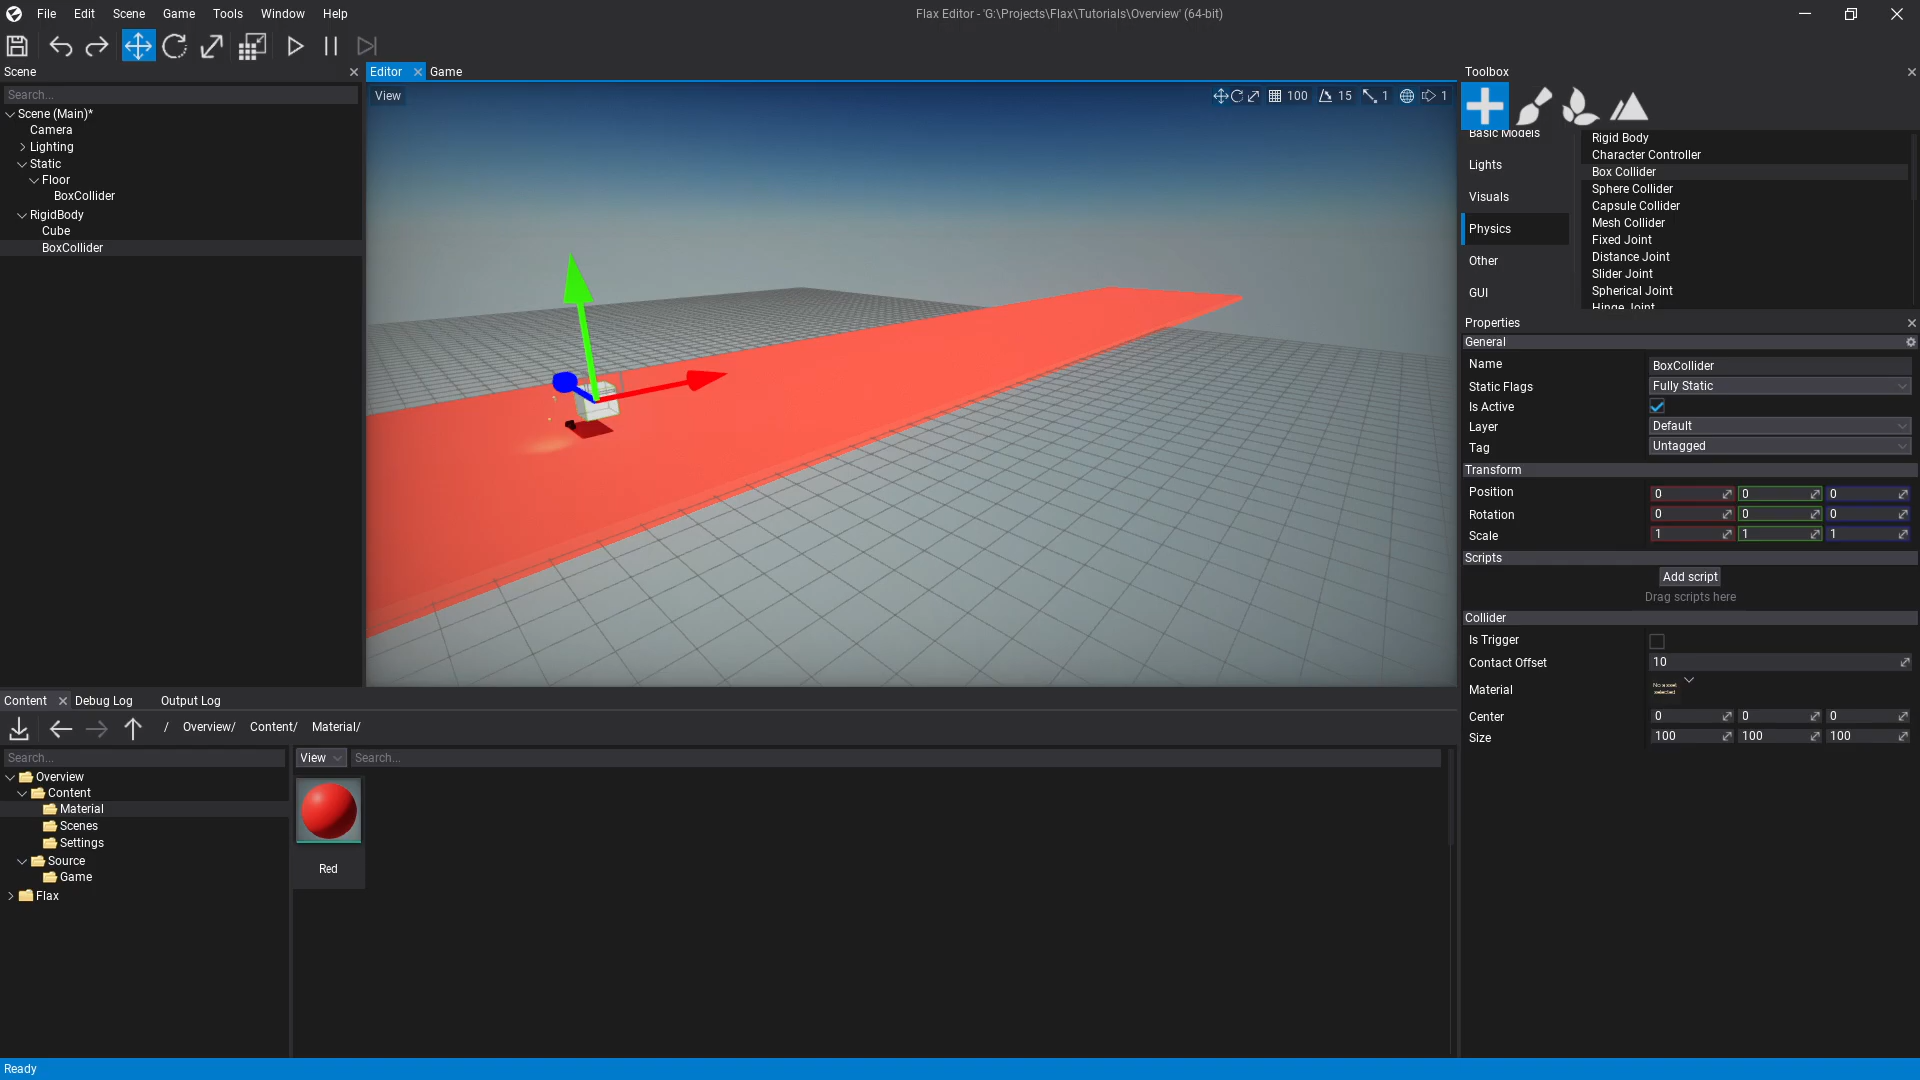 File Edit Scene Game Tools Window Help
Flax Editor - 'G:\Projects\Flax\Tutorials\Overview' (64-bit)
Scene
Search...
Scene (Main)*
Camera
Lighting
Static
Floor
BoxCollider
RigidBody
Cube
BoxCollider
Editor Game
View
100 15 1 1
Toolbox
Basic Models
Lights
Visuals
Physics
Other
GUI
Rigid Body
Character Controller
Box Collider
Sphere Collider
Capsule Collider
Mesh Collider
Fixed Joint
Distance Joint
Slider Joint
Spherical Joint
Hinge Joint
Properties
General
Name BoxCollider
Static Flags Fully Static
Is Active
Layer Default
Tag Untagged
Transform
Position 0 0 0
Rotation 0 0 0
Scale 1 1 1
Scripts
Add script
Drag scripts here
Collider
Is Trigger
Contact Offset 10
Material No asset
selected
Center 0 0 0
Size 100 100 100
Content Debug Log Output Log
/ Overview/ Content/ Material/
Search...
Overview
Content
Material
Scenes
Settings
Source
Game
Flax
View Search...
Red
Ready